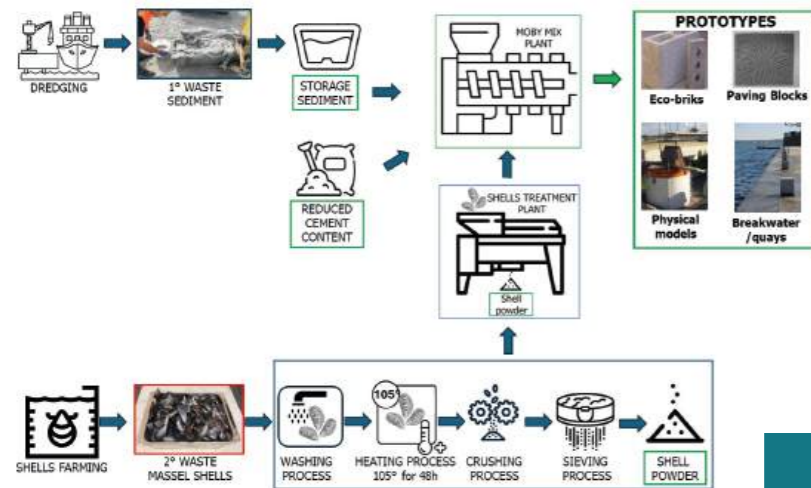 DREDGING
1° WASTE
SEDIMENT
STORAGE
SEDIMENT
REDUCED
CEMENT
CONTENT
MOBY MIX
PLANT
PROTOTYPES
Eco-briks
Paving Blocks
Physical
models
Breakwater
/quays
SHELLS TREATMENT
PLANT
Shell
powder
SHELLS FARMING
2° WASTE
MASSEL SHELLS
WASHING
PROCESS
105°
HEATING PROCESS
105° for 48h
CRUSHING
PROCESS
SIEVING
PROCESS
SHELL
POWDER